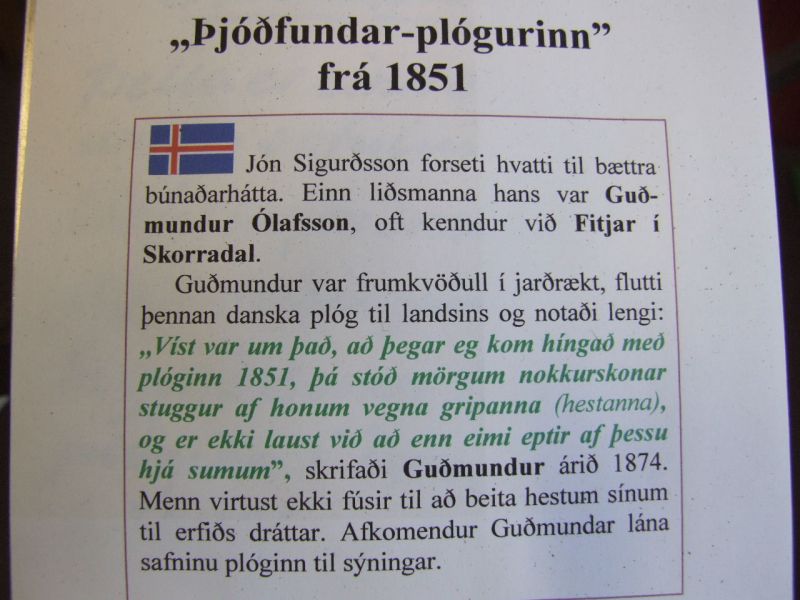 „Þjóðfundar-plógurinn”
frá 1851
Jón Sigurðsson forseti hvatti til bættra
búnaðarhátta. Einn liðsmanna hans var Guð-
mundur Ólafsson, oft kenndur við Fitjar í
Skorradal.
Guðmundur var frumkvöðull í jarðrækt, flutti
þennan danska plóg til landsins og notaði lengi:
„Víst var um það, að þegar eg kom híngað með
plóginn 1851, þá stóð mörgum nokkurskonar
stuggur af honum vegna gripanna (hestanna),
og er ekki laust við að enn eimi eptir af þessu
hjá sumum”, skrifaði Guðmundur árið 1874.
Menn virtust ekki fúsir til að beita hestum sínum
til erfiðs dráttar. Afkomendur Guðmundar lána
safninu plóginn til sýningar.